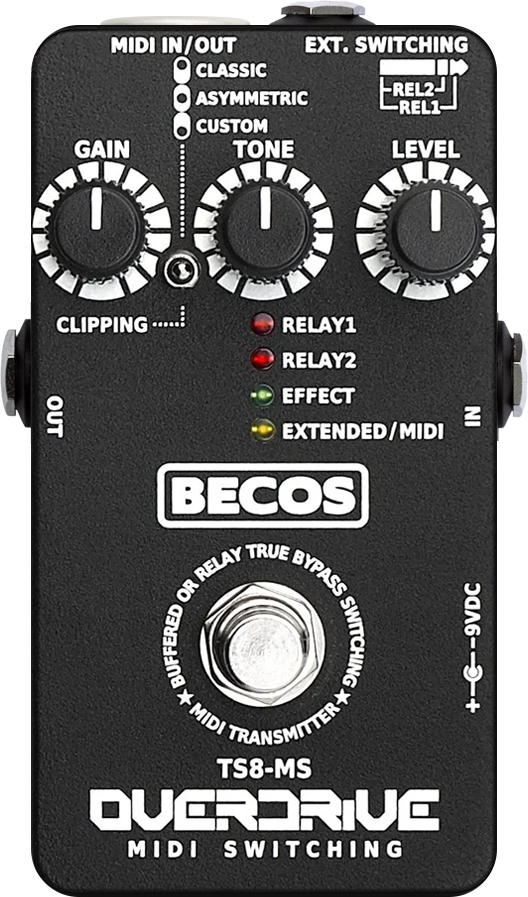 MIDI IN/OUT
EXT. SWITCHING
CLASSIC
ASYMMETRIC
CUSTOM
REL2
REL1
GAIN
TONE
LEVEL
CLIPPING
RELAY1
RELAY2
EFFECT
EXTENDED/MIDI
OUT
IN
BECOS
BUFFERED OR RELAY TRUE BYPASS SWITCHING
★ MIDI TRANSMITTER ★
9VDC
- +
TS8-MS
OVERDRIVE
MIDI SWITCHING